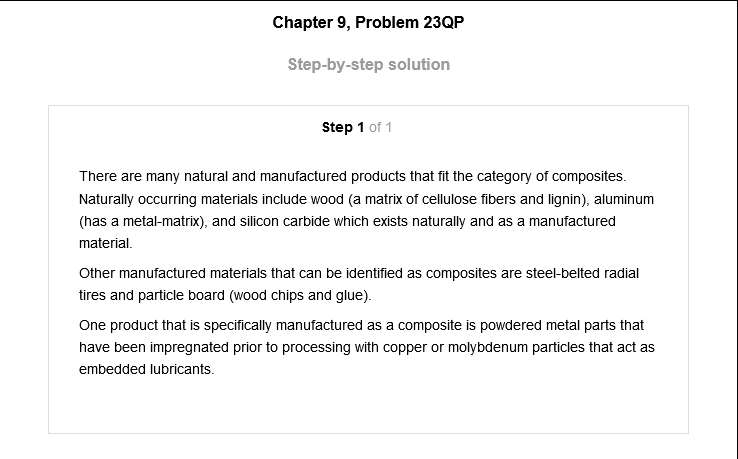 Chapter 9, Problem 23QP
Step-by-step solution
Step 1 of 1
There are many natural and manufactured products that fit the category of composites.
Naturally occurring materials include wood (a matrix of cellulose fibers and lignin), aluminum
(has a metal-matrix), and silicon carbide which exists naturally and as a manufactured
material.
Other manufactured materials that can be identified as composites are steel-belted radial
tires and particle board (wood chips and glue).
One product that is specifically manufactured as a composite is powdered metal parts that
have been impregnated prior to processing with copper or molybdenum particles that act as
embedded lubricants.